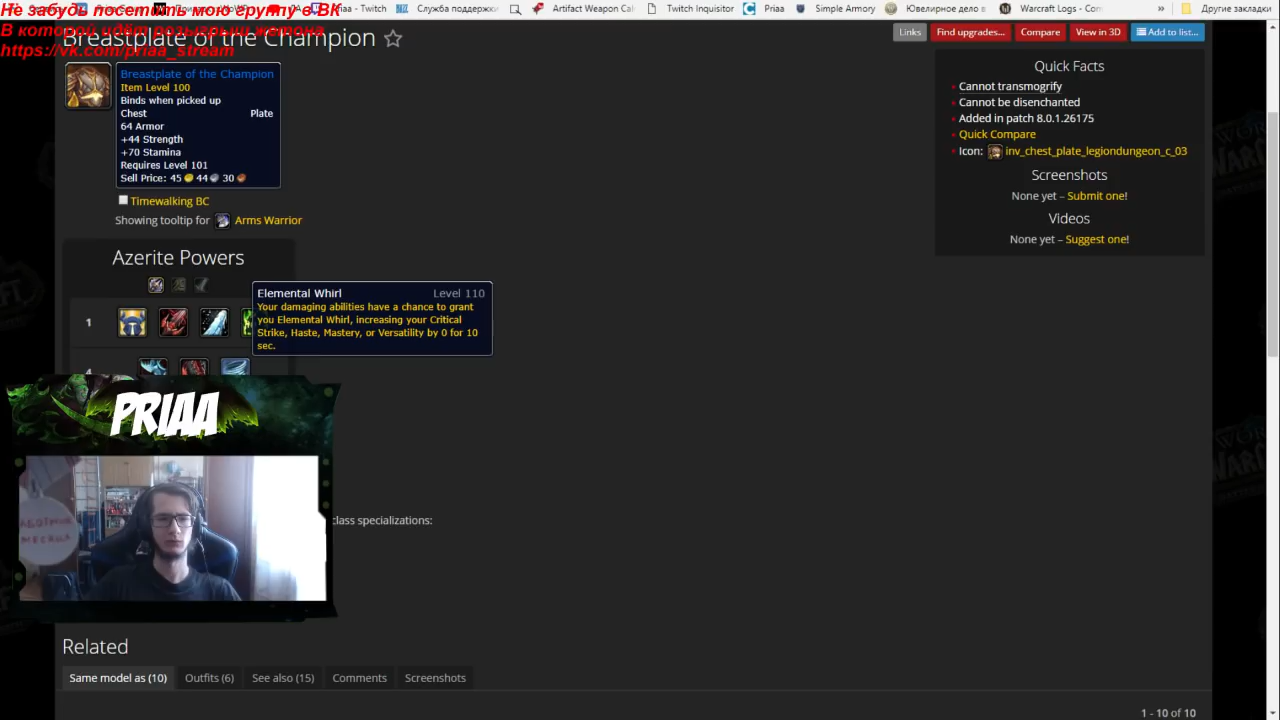 Не забудь посетить мою группу в ВК
В которой идёт розыгрыш жетона
https://vk.com/priaa_stream
Priaa - Twitch
Служба поддержки
Artifact Weapon Cal
Twitch Inquisitor
Priaa
Simple Armory
Ювелирное дело в
Warcraft Logs - Com
»
Другие закладки
Breastplate of the Champion
Links
Find upgrades...
Compare
View in 3D
Add to list...
Breastplate of the Champion
Item Level 100
Binds when picked up
Chest Plate
64 Armor
+44 Strength
+70 Stamina
Requires Level 101
Sell Price: 45 44 30
Timewalking BC
Showing tooltip for Arms Warrior
Quick Facts
Cannot transmogrify
Cannot be disenchanted
Added in patch 8.0.1.26175
Quick Compare
Icon: inv_chest_plate_legiondungeon_c_03
Screenshots
None yet – Submit one!
Videos
None yet – Suggest one!
Azerite Powers
1
Elemental Whirl Level 110
Your damaging abilities have a chance to grant
you Elemental Whirl, increasing your Critical
Strike, Haste, Mastery, or Versatility by 0 for 10
sec.
PRIAA
МЕСЯЦА
class specializations:
Related
Same model as (10)
Outfits (6)
See also (15)
Comments
Screenshots
1 - 10 of 10